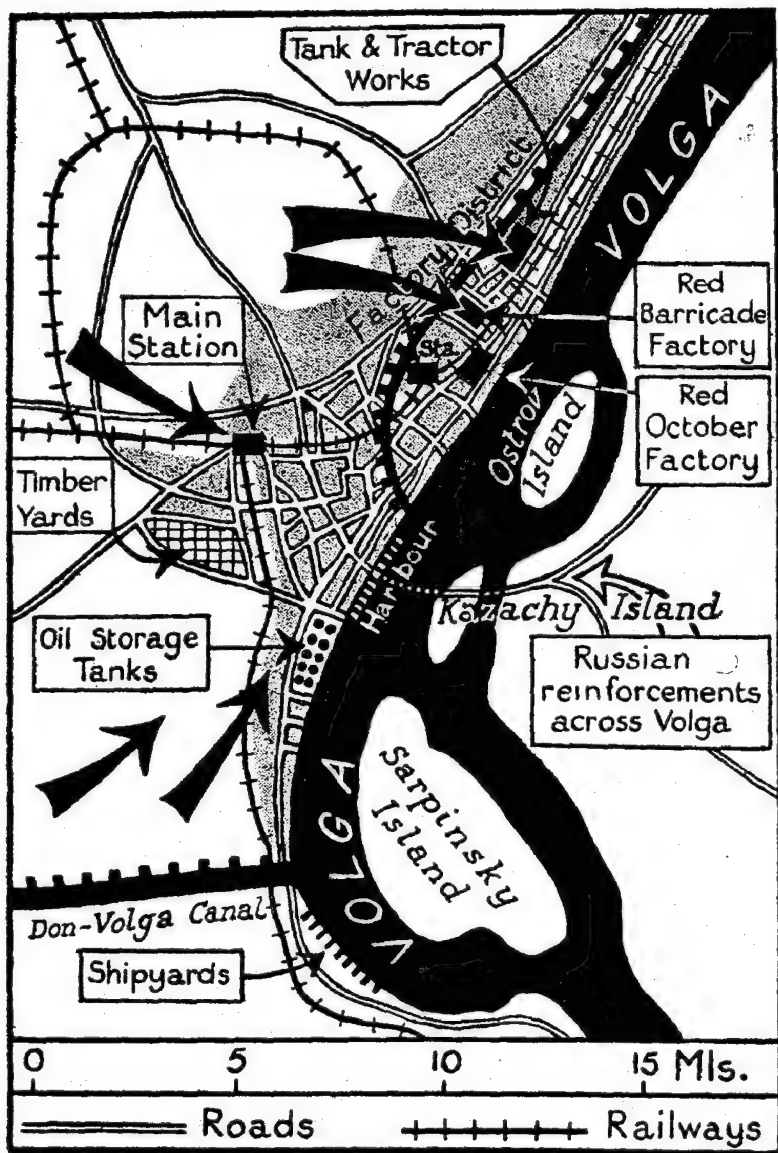 Tank & Tractor
Works
VOLGA
Factory District
Red
Barricade
Factory
Main
Station
Sta.
Red
October
Factory
Ostrov
Island
Timber
Yards
Harbour
Kazachy Island
Oil Storage
Tanks
Russian
reinforcements
across Volga
Sarpinsky
Island
VOLGA
Don-Volga Canal
Shipyards
0 5 10 15 Mls.
Roads Railways